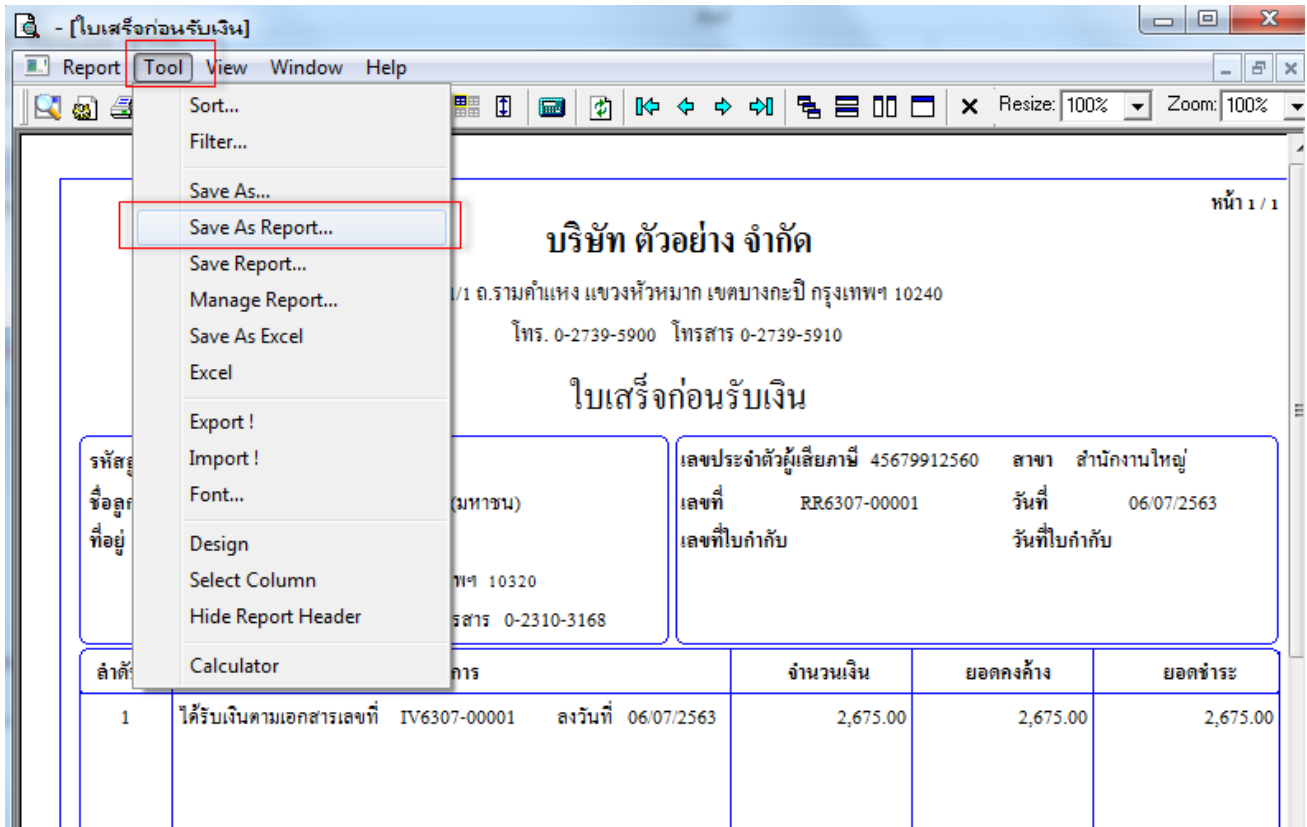 - [ใบเสร็จก่อนรับเงิน]
Report Tool View Window Help
Resize: 100% Zoom: 100%
Sort...
Filter...
Save As...
Save As Report...
Save Report...
Manage Report...
Save As Excel
Excel
Export !
Import !
Font...
Design
Select Column
Hide Report Header
Calculator
หน้า 1 / 1
บริษัท ตัวอย่าง จำกัด
1/1 ถ.รามคำแหง แขวงหัวหมาก เขตบางกะปิ กรุงเทพฯ 10240
โทร. 0-2739-5900 โทรสาร 0-2739-5910
ใบเสร็จก่อนรับเงิน
(มหาชน)
ที่อยู่
10320
0-2310-3168
เลขประจำตัวผู้เสียภาษี 45679912560 สาขา สำนักงานใหญ่
เลขที่ RR6307-00001 วันที่ 06/07/2563
เลขที่ใบกำกับ วันที่ใบกำกับ
จำนวนเงิน ยอดคงค้าง ยอดชำระ
1 ได้รับเงินตามเอกสารเลขที่ IV6307-00001 ลงวันที่ 06/07/2563 2,675.00 2,675.00 2,675.00